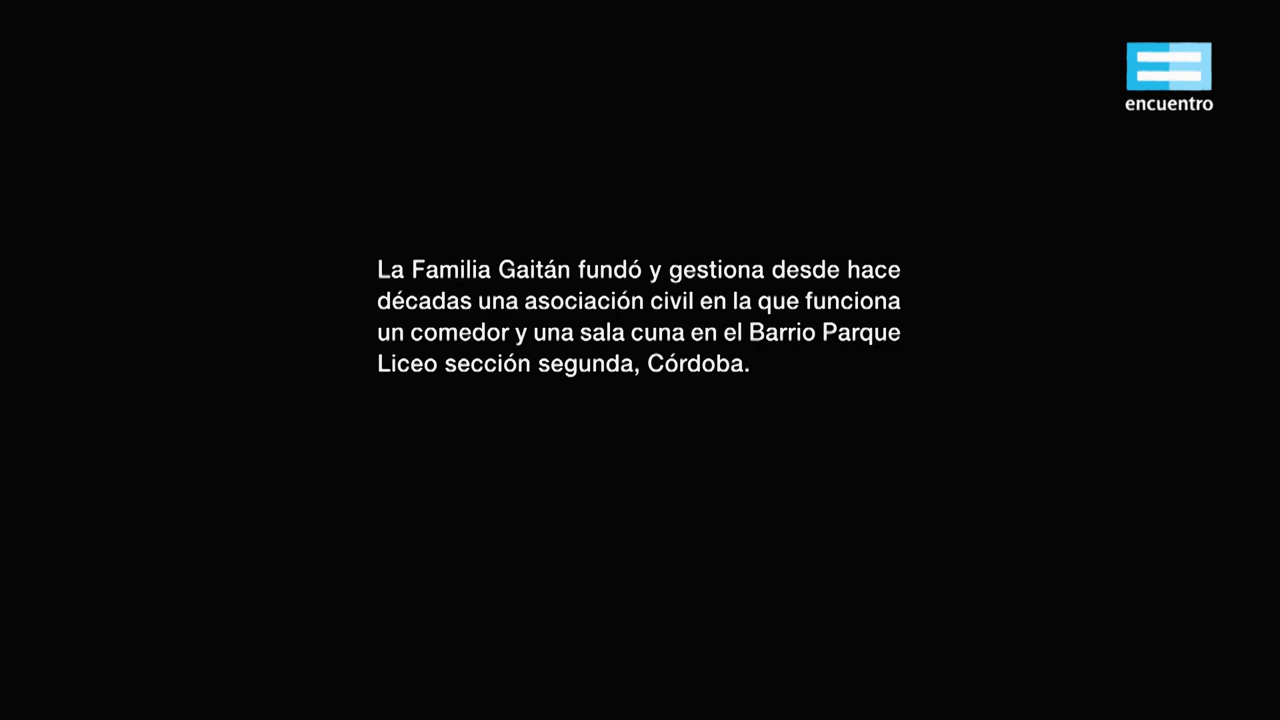 encuentro
La Familia Gaitán fundó y gestiona desde hace
décadas una asociación civil en la que funciona
un comedor y una sala cuna en el Barrio Parque
Liceo sección segunda, Córdoba.